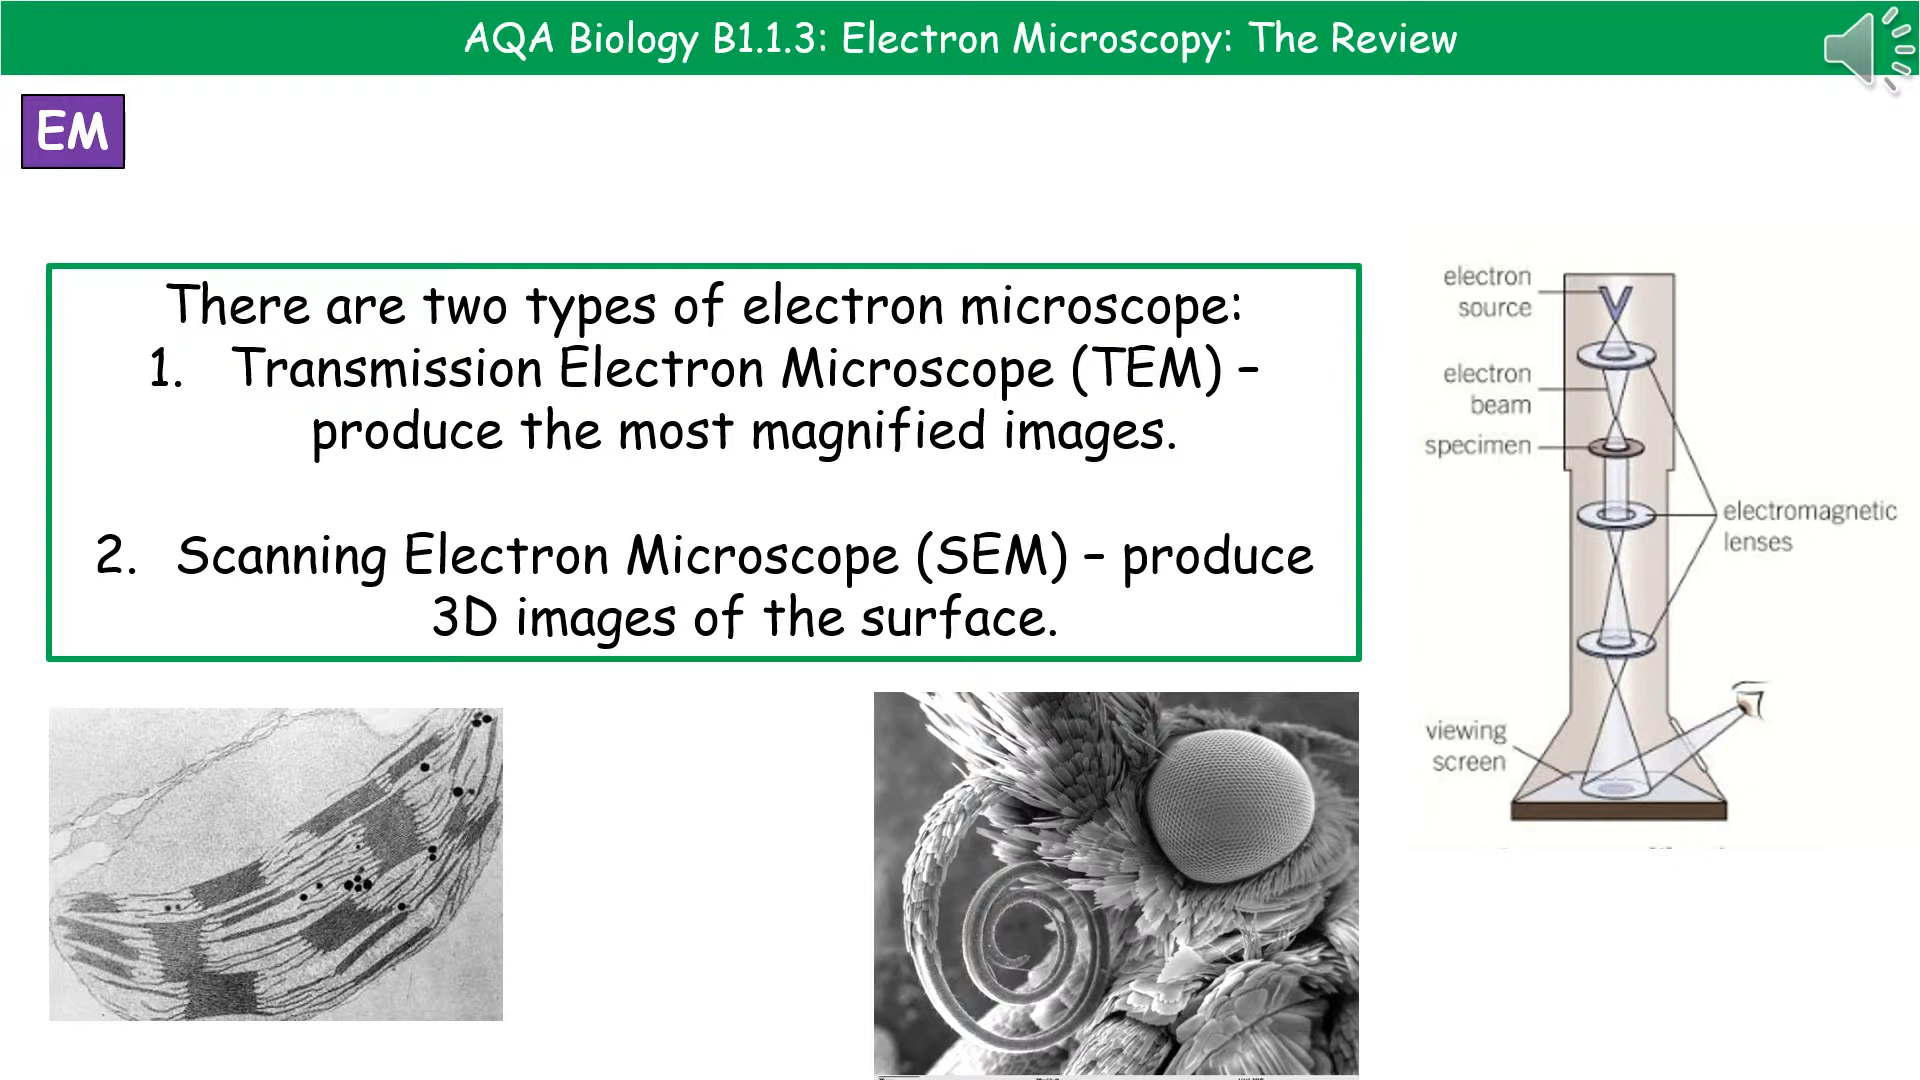 AQA Biology B1.1.3: Electron Microscopy: The Review
EM
There are two types of electron microscope:
1. Transmission Electron Microscope (TEM) –
produce the most magnified images.
2. Scanning Electron Microscope (SEM) – produce
3D images of the surface.
electron
source
electron
beam
specimen
electromagnetic
lenses
viewing
screen